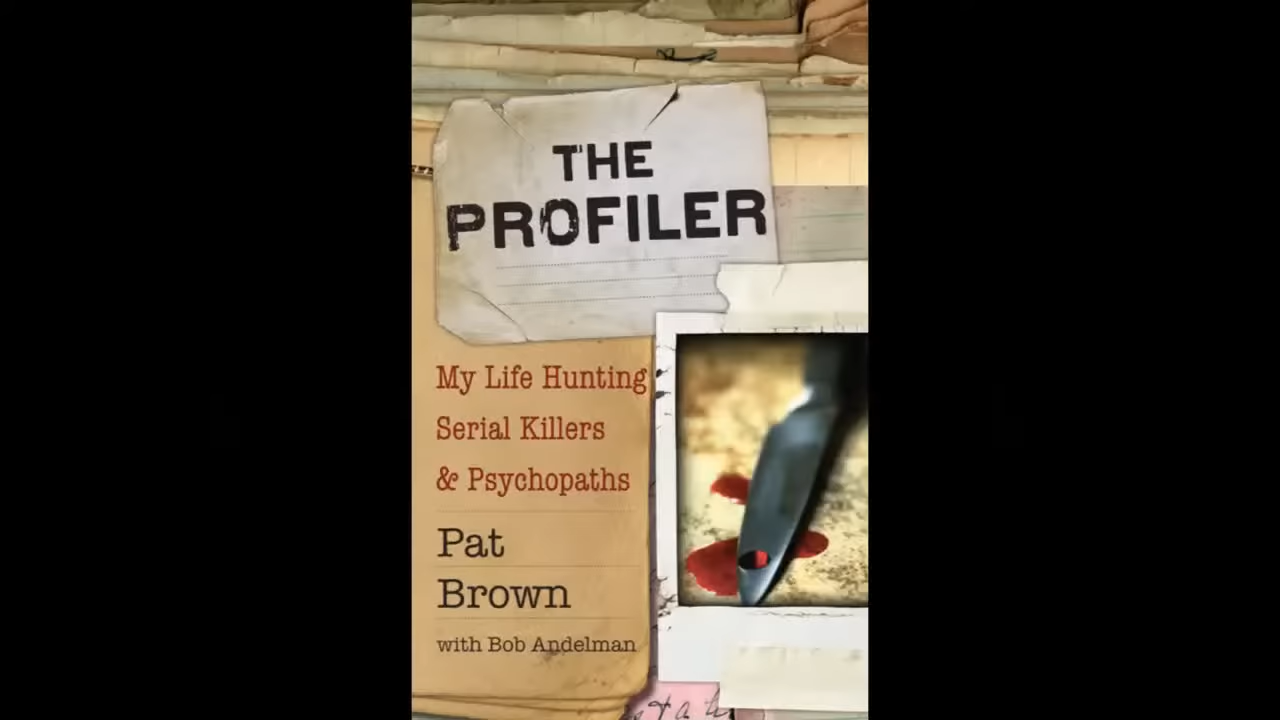 THE
PROFILER
My Life Hunting
Serial Killers
& Psychopaths
Pat
Brown
with Bob Andelman